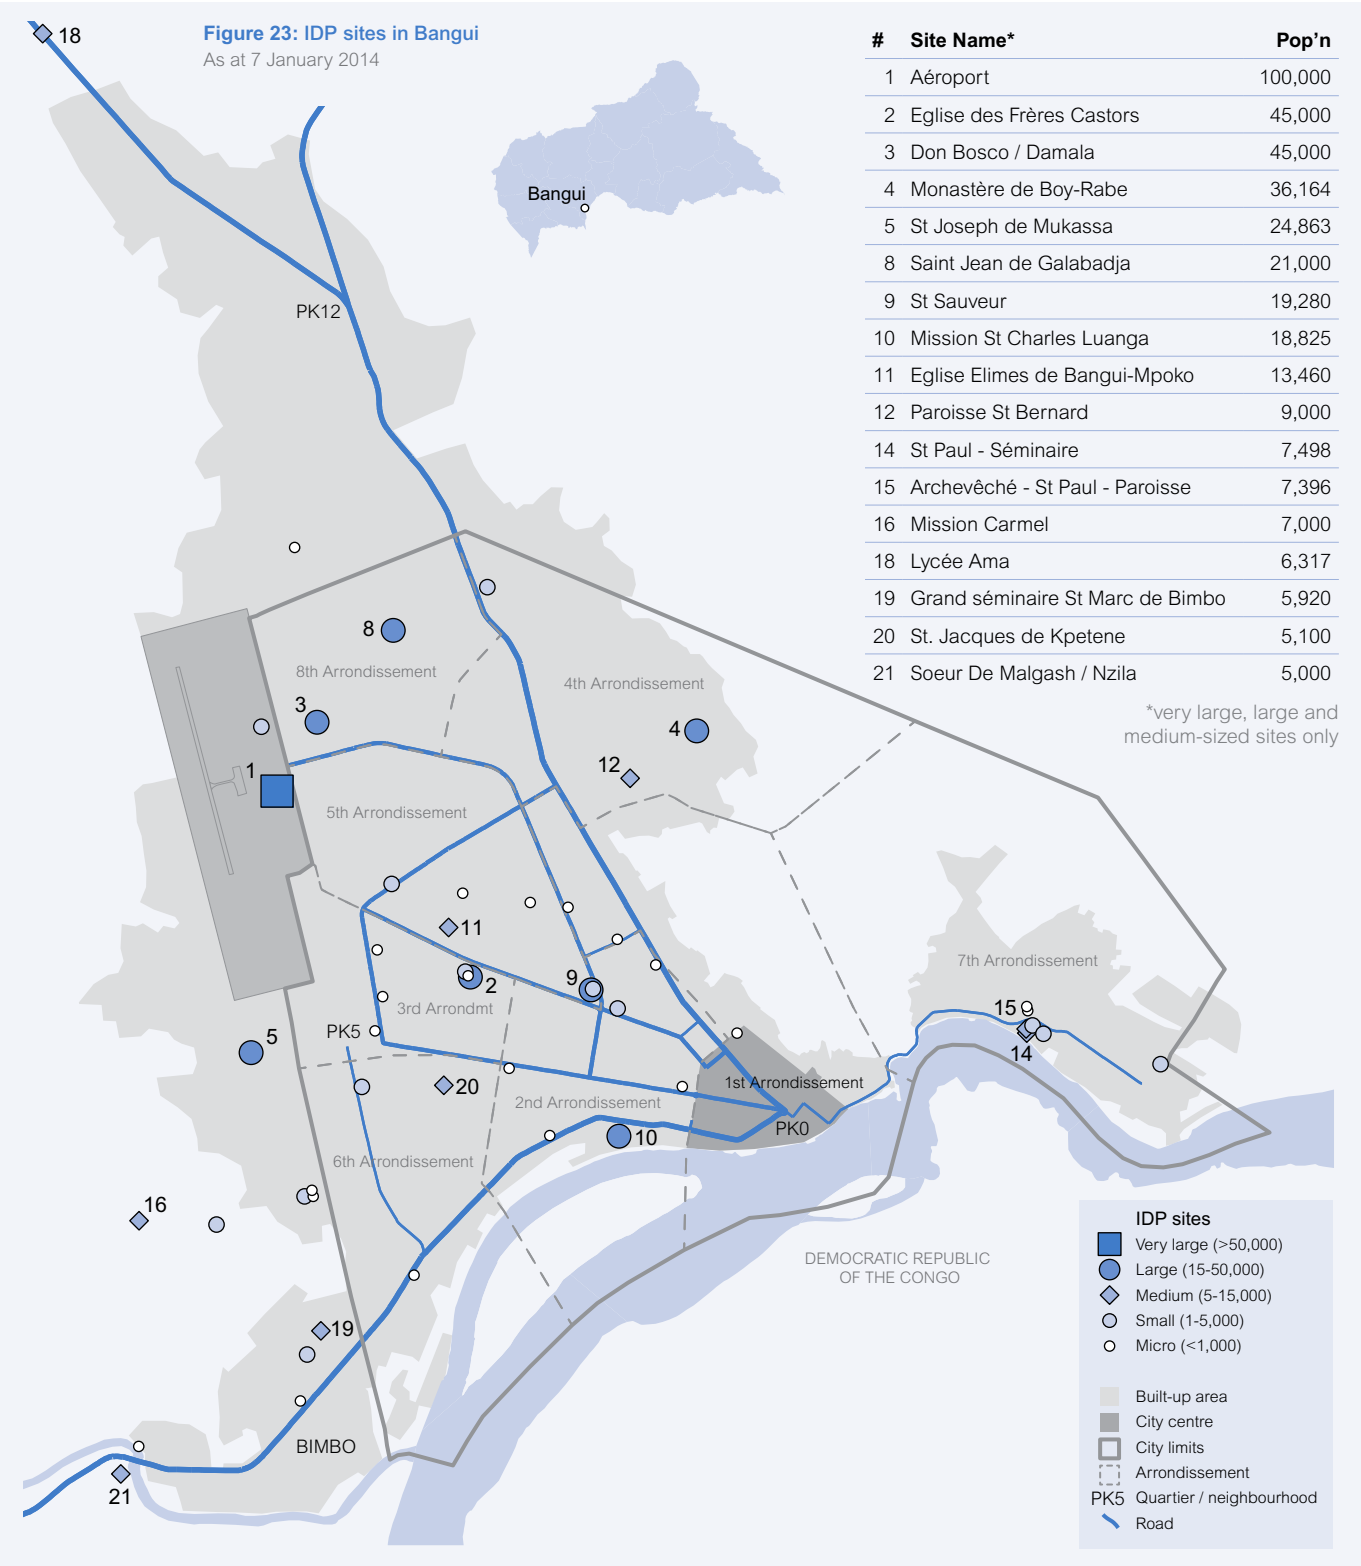 Figure 23: IDP sites in Bangui
As at 7 January 2014
# Site Name* Pop’n
1 Aéroport 100,000
2 Eglise des Frères Castors 45,000
3 Don Bosco / Damala 45,000
4 Monastère de Boy-Rabe 36,164
5 St Joseph de Mukassa 24,863
8 Saint Jean de Galabadja 21,000
9 St Sauveur 19,280
10 Mission St Charles Luanga 18,825
11 Eglise Elimes de Bangui-Mpoko 13,460
12 Paroisse St Bernard 9,000
14 St Paul - Séminaire 7,498
15 Archevêché - St Paul - Paroisse 7,396
16 Mission Carmel 7,000
18 Lycée Ama 6,317
19 Grand séminaire St Marc de Bimbo 5,920
20 St. Jacques de Kpetene 5,100
21 Soeur De Malgash / Nzila 5,000
*very large, large and
medium-sized sites only
18
Bangui
PK12
8
8th Arrondissement
4th Arrondissement
3
4
12
1
5th Arrondissement
11
7th Arrondissement
9
2
3rd Arrondmt
15
PK5
5
14
1st Arrondissement
20
2nd Arrondissement
PK0
10
6th Arrondissement
16
DEMOCRATIC REPUBLIC
OF THE CONGO
19
BIMBO
21
IDP sites
Very large (>50,000)
Large (15-50,000)
Medium (5-15,000)
Small (1-5,000)
Micro (<1,000)
Built-up area
City centre
City limits
Arrondissement
PK5 Quartier / neighbourhood
Road